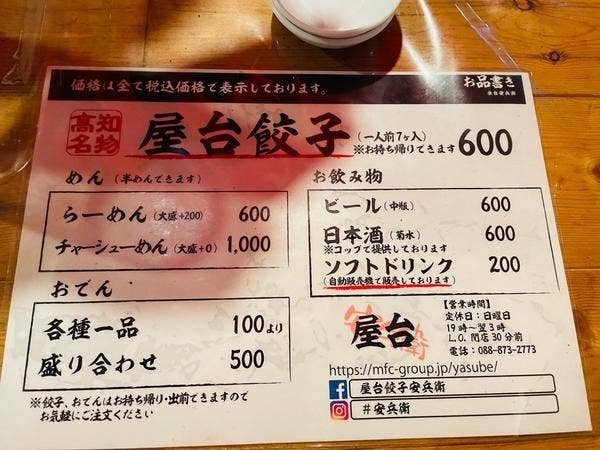 価格は全て税込価格で表示しております。
お品書き
屋台安兵衛
高知名物
屋台餃子
(一人前7ヶ入)
※お持ち帰りできます
600
めん (半めんできます)
らーめん (大盛+200) 600
チャーシューめん (大盛+0) 1,000
おでん
各種一品 100より
盛り合わせ 500
※餃子、おでんはお持ち帰り・出前できますので
お気軽にご注文ください
お飲み物
ビール (中瓶) 600
日本酒 (菊水) 600
※コップで提供しております
ソフトドリンク 200
(自動販売機で販売しております)
屋台
【営業時間】
定休日:日曜日
19時~翌3時
L.O. 閉店30分前
電話:088-873-2773
https://mfc-group.jp/yasube/
屋台餃子安兵衛
#安兵衛